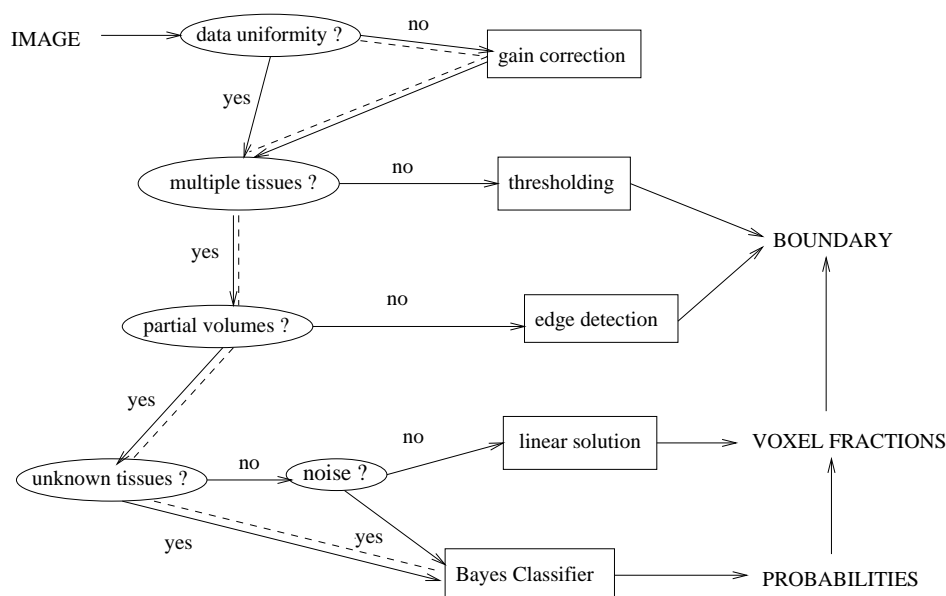 IMAGE
data uniformity ?
no
gain correction
yes
multiple tissues ?
no
thresholding
BOUNDARY
yes
partial volumes ?
no
edge detection
yes
no
linear solution
VOXEL FRACTIONS
unknown tissues ?
no
noise ?
yes
yes
Bayes Classifier
PROBABILITIES